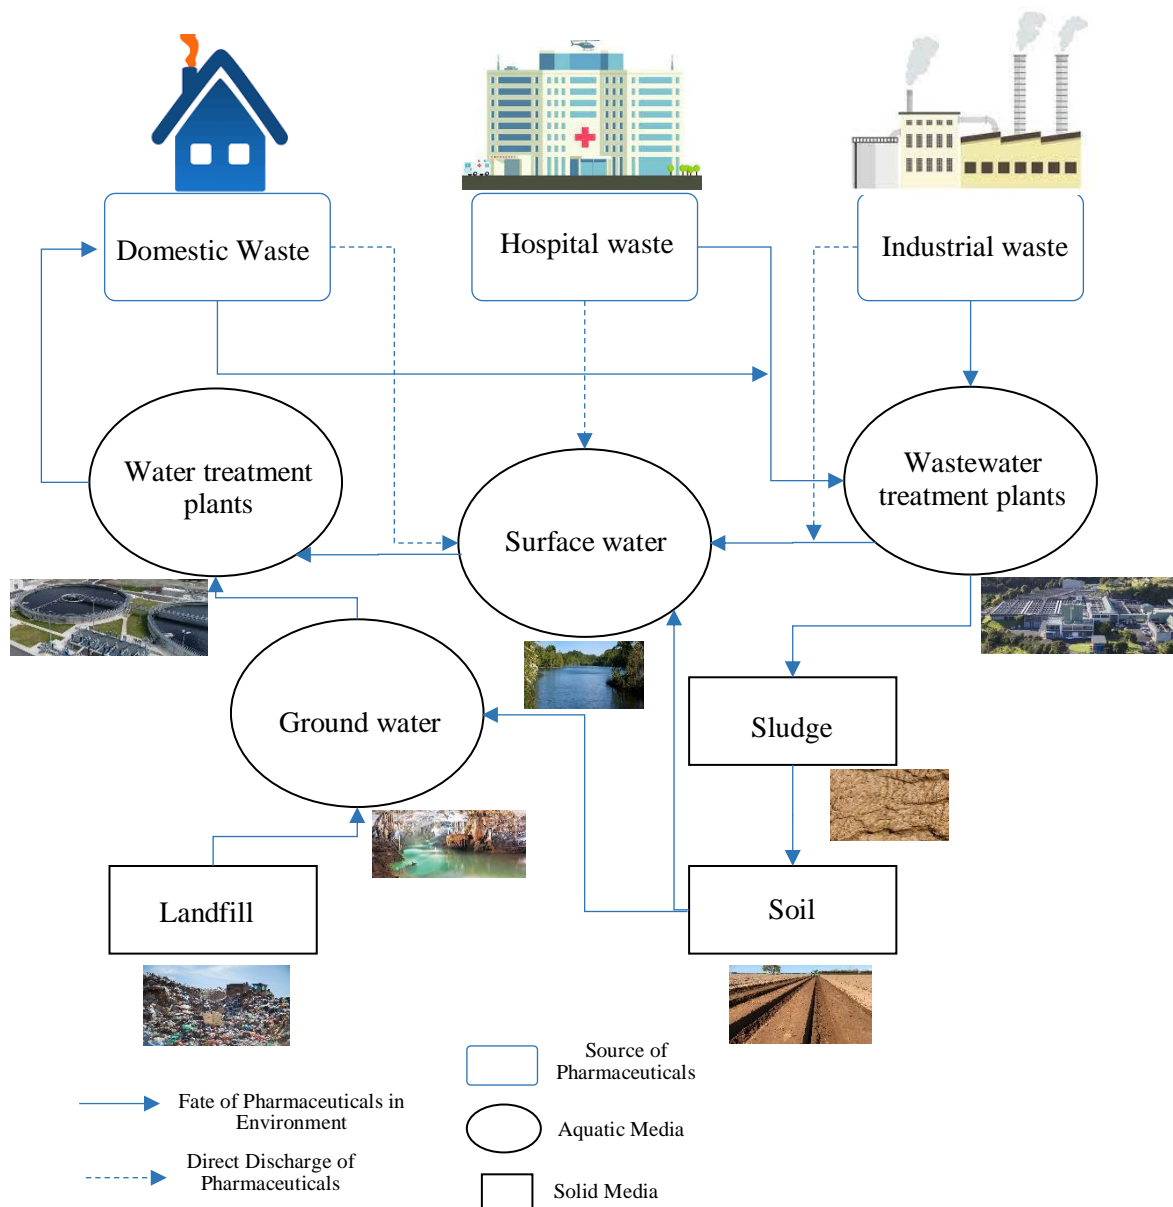 Domestic Waste
Hospital waste
Industrial waste
Water treatment
plants
Wastewater
treatment plants
Surface water
Ground water
Sludge
Landfill
Soil
Source of
Pharmaceuticals
Fate of Pharmaceuticals in
Environment
Aquatic Media
Direct Discharge of
Pharmaceuticals
Solid Media